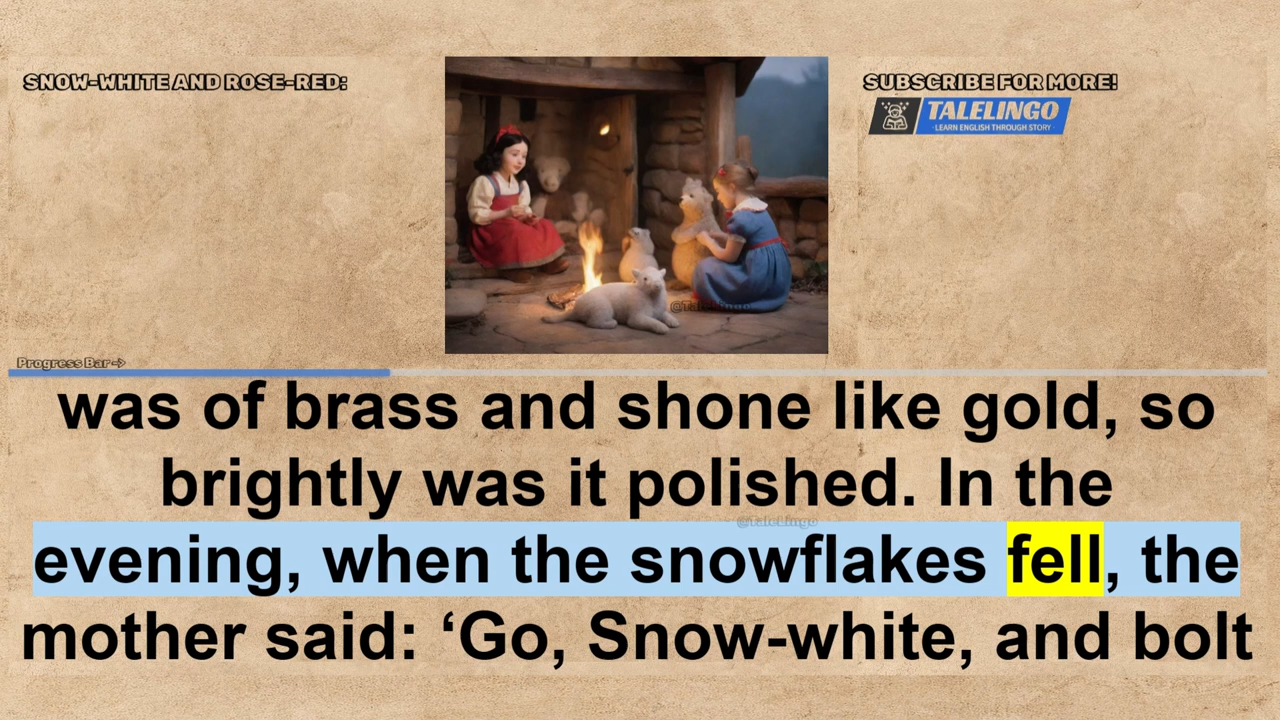 SNOW-WHITE AND ROSE-RED:
SUBSCRIBE FOR MORE!
TALELINGO
· LEARN ENGLISH THROUGH STORY ·
@TaleLingo
Progress Bar->
was of brass and shone like gold, so
brightly was it polished. In the
@TaleLingo
evening, when the snowflakes fell, the
mother said: ‘Go, Snow-white, and bolt